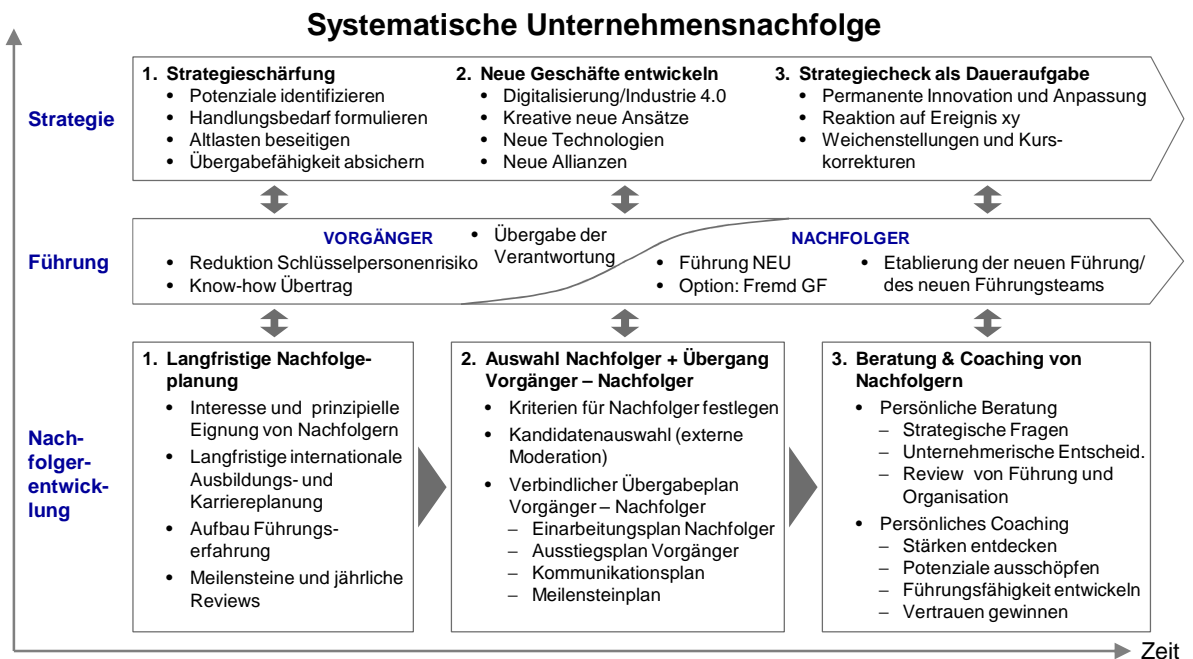 Systematische Unternehmensnachfolge
Strategie
1. Strategieschärfung
• Potenziale identifizieren
• Handlungsbedarf formulieren
• Altlasten beseitigen
• Übergabefähigkeit absichern
2. Neue Geschäfte entwickeln
• Digitalisierung/Industrie 4.0
• Kreative neue Ansätze
• Neue Technologien
• Neue Allianzen
3. Strategiecheck als Daueraufgabe
• Permanente Innovation und Anpassung
• Reaktion auf Ereignis xy
• Weichenstellungen und Kurs-
korrekturen
Führung
VORGÄNGER
• Reduktion Schlüsselpersonenrisiko
• Know-how Übertrag
• Übergabe der
Verantwortung
NACHFOLGER
• Führung NEU
• Option: Fremd GF
• Etablierung der neuen Führung/
des neuen Führungsteams
Nach-
folger-
entwick-
lung
1. Langfristige Nachfolge-
planung
• Interesse und prinzipielle
Eignung von Nachfolgern
• Langfristige internationale
Ausbildungs- und
Karriereplanung
• Aufbau Führungs-
erfahrung
• Meilensteine und jährliche
Reviews
2. Auswahl Nachfolger + Übergang
Vorgänger – Nachfolger
• Kriterien für Nachfolger festlegen
• Kandidatenauswahl (externe
Moderation)
• Verbindlicher Übergabeplan
Vorgänger – Nachfolger
– Einarbeitungsplan Nachfolger
– Ausstiegsplan Vorgänger
– Kommunikationsplan
– Meilensteinplan
3. Beratung & Coaching von
Nachfolgern
• Persönliche Beratung
– Strategische Fragen
– Unternehmerische Entscheid.
– Review von Führung und
Organisation
• Persönliches Coaching
– Stärken entdecken
– Potenziale ausschöpfen
– Führungsfähigkeit entwickeln
– Vertrauen gewinnen
Zeit